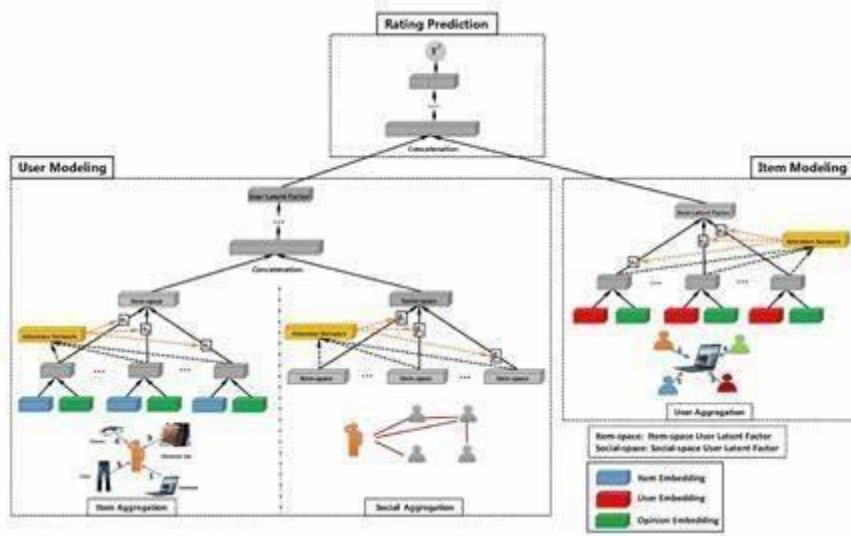 Rating Prediction
Concatenation
User Modeling
User Latent Factor
Concatenation
Item-space
Attention Network
Item Aggregation
Social-space
Attention Network
Item-space
Item-space
Item-space
Social Aggregation
Item Modeling
Item Latent Factor
Attention Network
User Aggregation
Item-space: Item-space User Latent Factor
Social-space: Social-space User Latent Factor
Item Embedding
User Embedding
Opinion Embedding